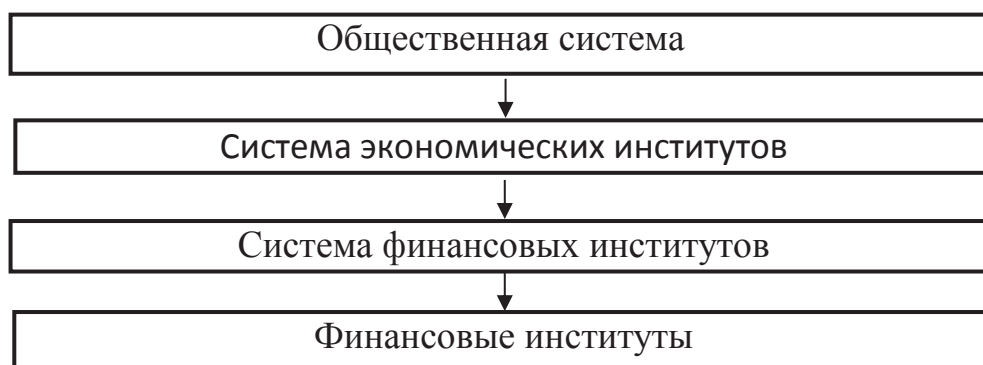 Общественная система
Система экономических институтов
Система финансовых институтов
Финансовые институты